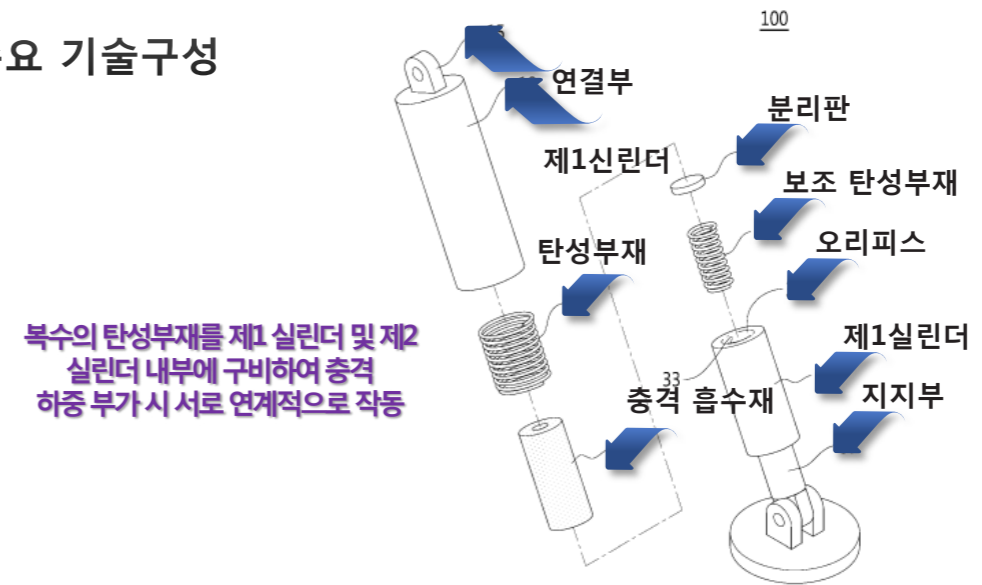 요 기술구성
100
연결부
분리판
제1신린더
보조 탄성부재
탄성부재
오리피스
복수의 탄성부재를 제1 실린더 및 제2
실린더 내부에 구비하여 충격
하중 부가 시 서로 연계적으로 작동
제1실린더
33
충격 흡수재
지지부